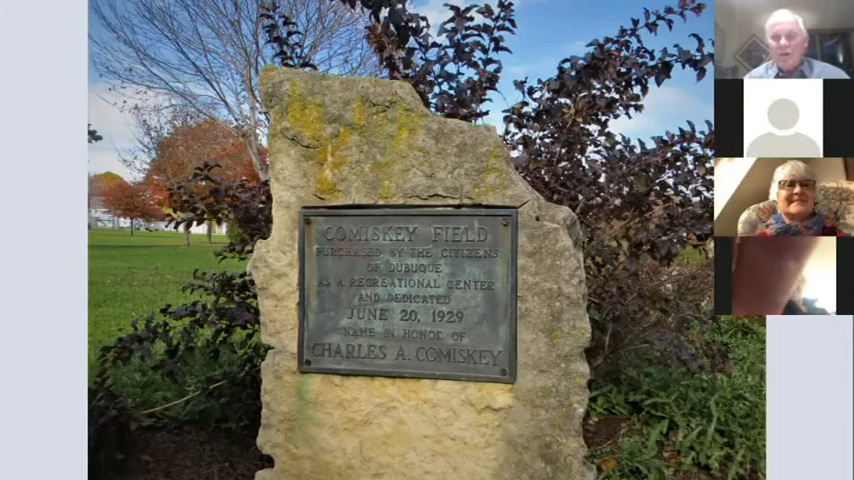 COMISKEY FIELD
PURCHASED BY THE CITIZENS
OF DUBUQUE
AS A RECREATIONAL CENTER
AND DEDICATED
JUNE 20, 1929
NAME IN HONOR OF
CHARLES A. COMISKEY